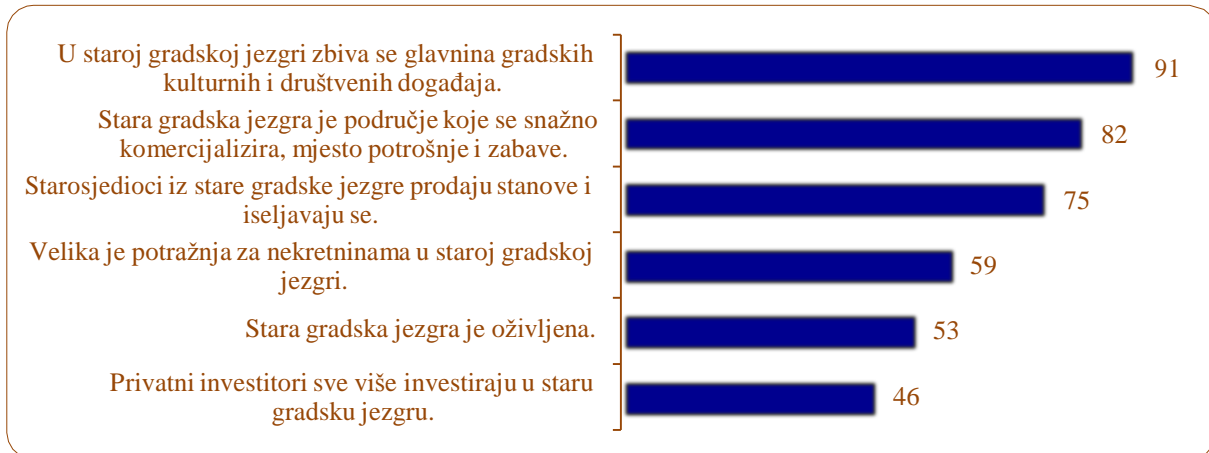 U staroj gradskoj jezgri zbiva se glavnina gradskih
kulturnih i društvenih događaja.
91
Stara gradska jezgra je područje koje se snažno
komercijalizira, mjesto potrošnje i zabave.
82
Starosjedioci iz stare gradske jezgre prodaju stanove i
iseljavaju se.
75
Velika je potražnja za nekretninama u staroj gradskoj
jezgri.
59
Stara gradska jezgra je oživljena.
53
Privatni investitori sve više investiraju u staru
gradsku jezgru.
46